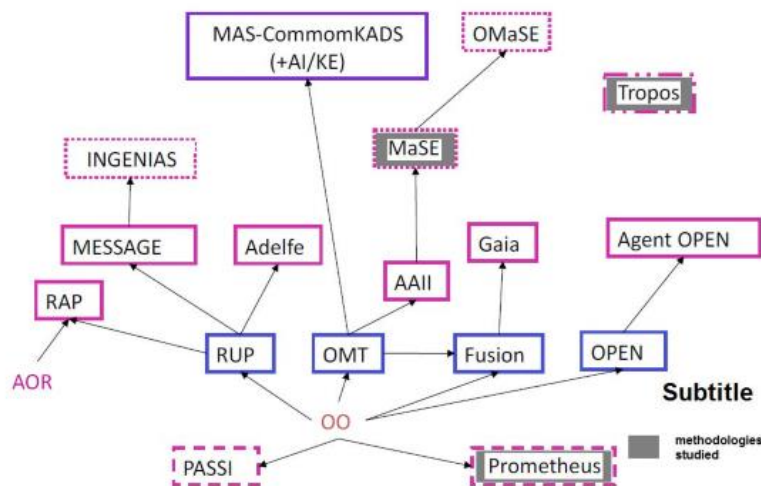 MAS-CommomKADS
(+AI/KE)
OMaSE
Tropos
MaSE
INGENIAS
MESSAGE
Adelfe
Gaia
Agent OPEN
AAII
RAP
RUP
OMT
Fusion
OPEN
AOR
Subtitle
OO
methodologies
studied
PASSI
Prometheus